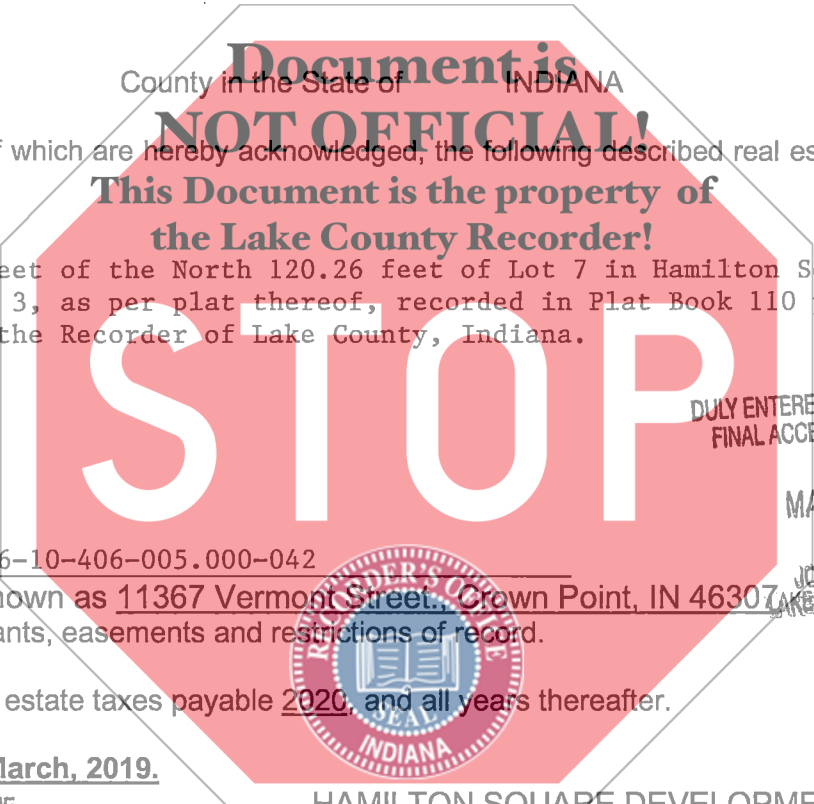 Document is
County in the State of INDIANA
NOT OFFICIAL!
which are hereby acknowledged, the following described real es
This Document is the property of
the Lake County Recorder!
eet of the North 120.26 feet of Lot 7 in Hamilton S
3, as per plat thereof, recorded in Plat Book 110
the Recorder of Lake County, Indiana.
STOP
DULY ENTERE
FINAL ACCE
MA
6-10-406-005.000-042
nown as 11367 Vermont Street. Crown Point, IN 46307
JO
LAKE
ants, easements and restrictions of record.
estate taxes payable 2020, and all years thereafter.
RECORDER'S OFFICE
SEAL
INDIANA
March, 2019.
HAMILTON SQUARE DEVELOPME